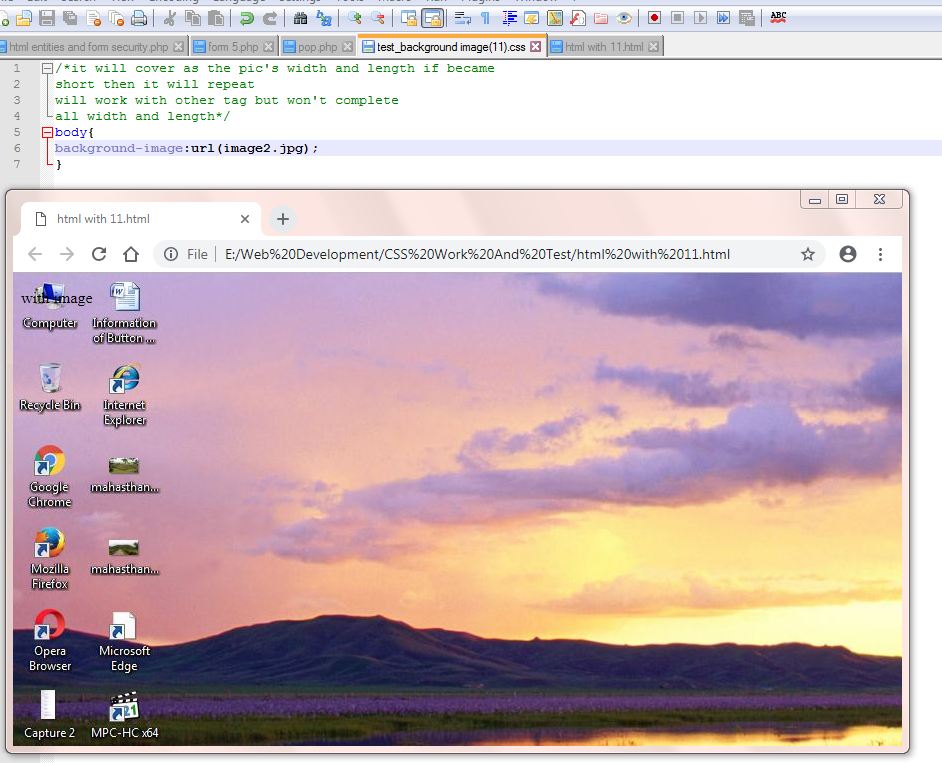 html entities and form security.php
form 5.php
pop.php
test_background image(11).css
html with 11.html
ABC
1 /*it will cover as the pic's width and length if became
2 short then it will repeat
3 will work with other tag but won't complete
4 all width and length*/
5 body{
6 background-image:url(image2.jpg);
7 }
html with 11.html
File
E:/Web%20Development/CSS%20Work%20And%20Test/html%20with%2011.html
with image
Computer
Information
of Button ...
Recycle Bin
Internet
Explorer
Google
Chrome
mahasthan...
Mozilla
Firefox
mahasthan...
Opera
Browser
Microsoft
Edge
Capture 2
MPC-HC x64